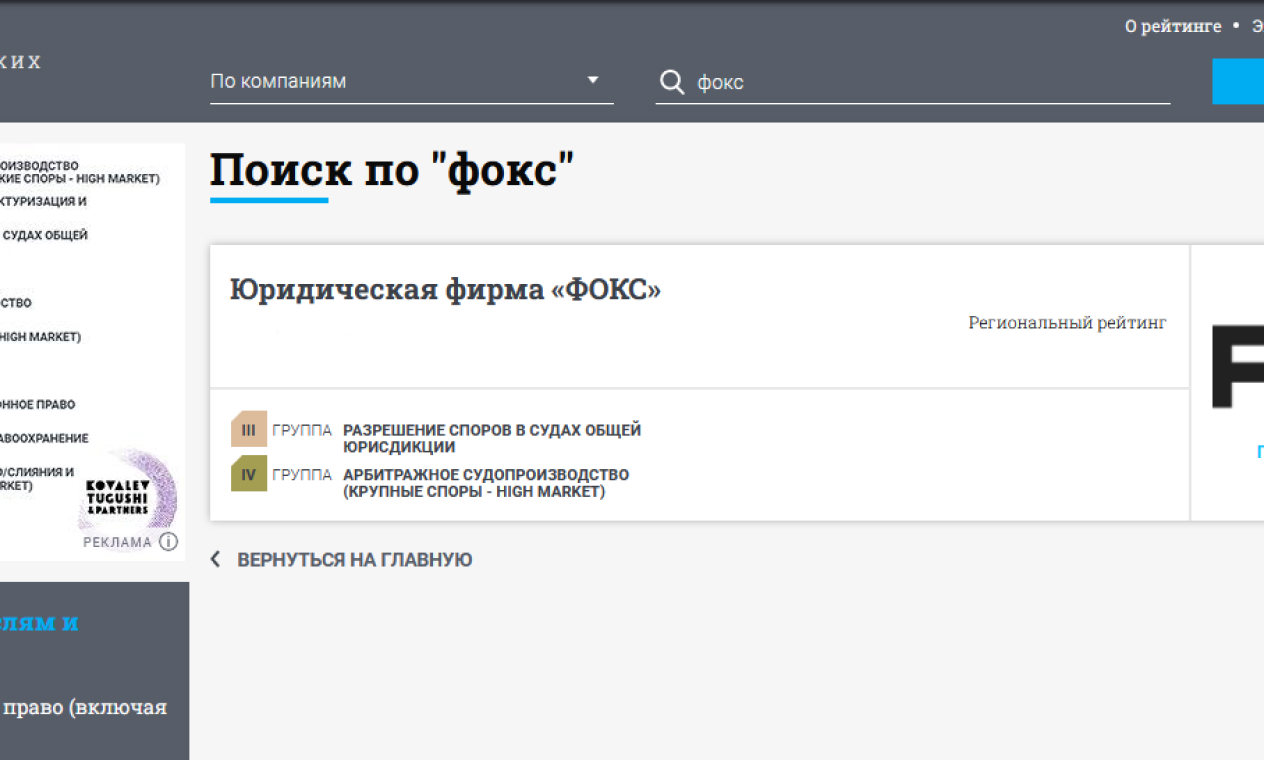 О рейтинге •
ких
По компаниям
фокс
ОИЗВОДСТВО
КИЕ СПОРЫ - HIGH MARKET)
КТУРИЗАЦИЯ И
СУДАХ ОБЩЕЙ
СТВО
HIGH MARKET)
ННОЕ ПРАВО
АВООХРАНЕНИЕ
О/СЛИЯНИЯ И
RKET)
KOVALEV
TUGUSHI
&PARTNERS
РЕКЛАМА
лям и
право (включая
Поиск по "фокс"
Юридическая фирма «ФОКС»
Региональный рейтинг
III ГРУППА РАЗРЕШЕНИЕ СПОРОВ В СУДАХ ОБЩЕЙ
ЮРИСДИКЦИИ
IV ГРУППА АРБИТРАЖНОЕ СУДОПРОИЗВОДСТВО
(КРУПНЫЕ СПОРЫ - HIGH MARKET)
ВЕРНУТЬСЯ НА ГЛАВНУЮ